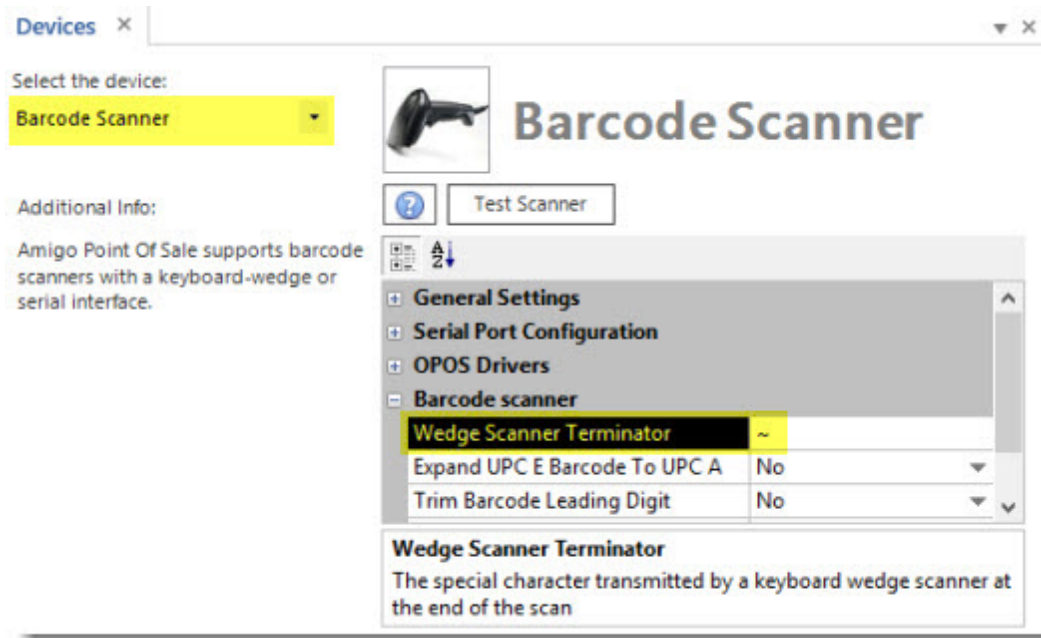 Devices
Select the device:
Barcode Scanner
Additional Info:
Amigo Point Of Sale supports barcode
scanners with a keyboard-wedge or
serial interface.
Barcode Scanner
Test Scanner
General Settings
Serial Port Configuration
OPOS Drivers
Barcode scanner
Wedge Scanner Terminator ~
Expand UPC E Barcode To UPC A No
Trim Barcode Leading Digit No
Wedge Scanner Terminator
The special character transmitted by a keyboard wedge scanner at
the end of the scan